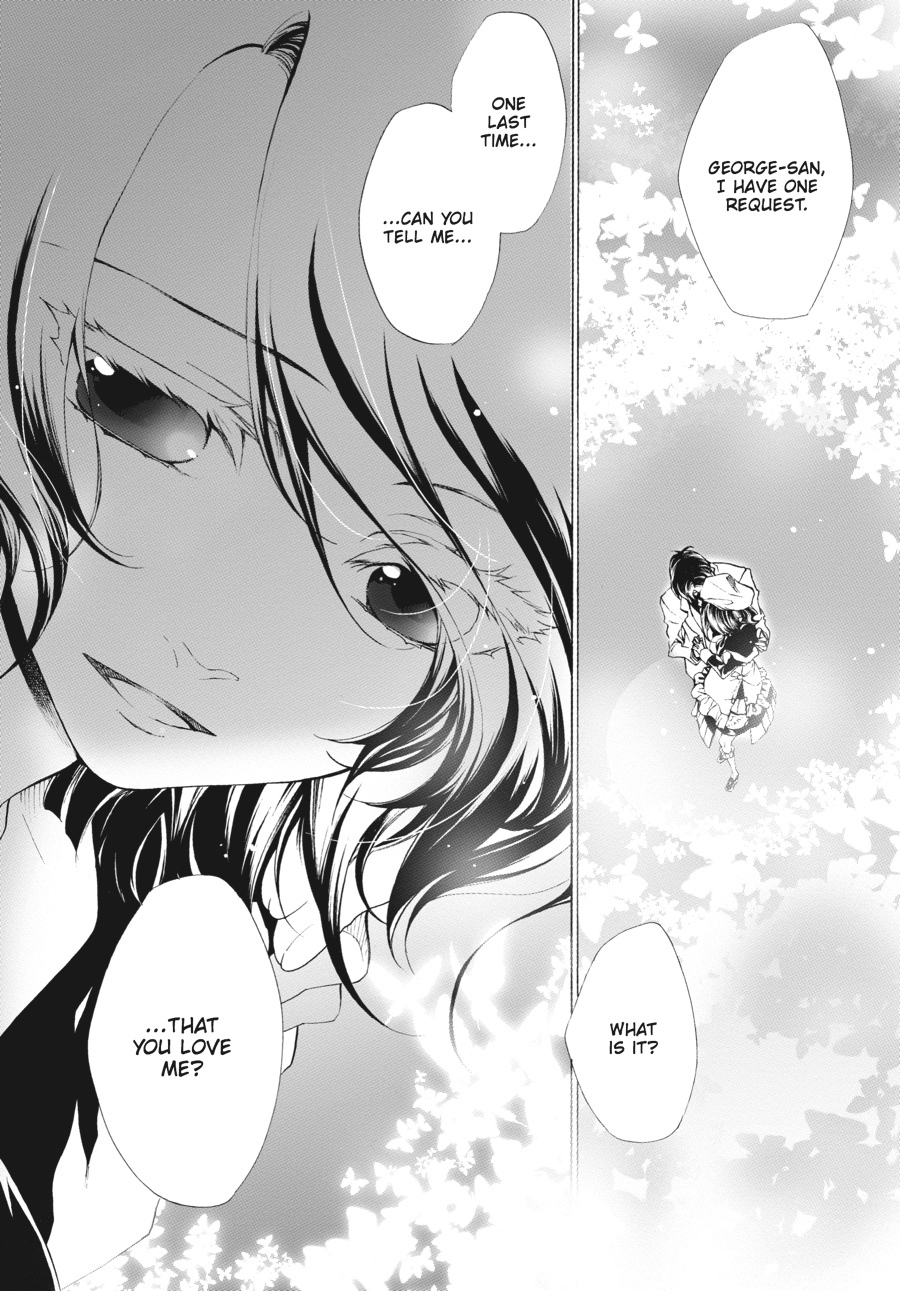 GEORGE-SAN,
I HAVE ONE
REQUEST.
WHAT
IS IT?
ONE
LAST
TIME...
...CAN YOU
TELL ME...
...THAT
YOU LOVE
ME?